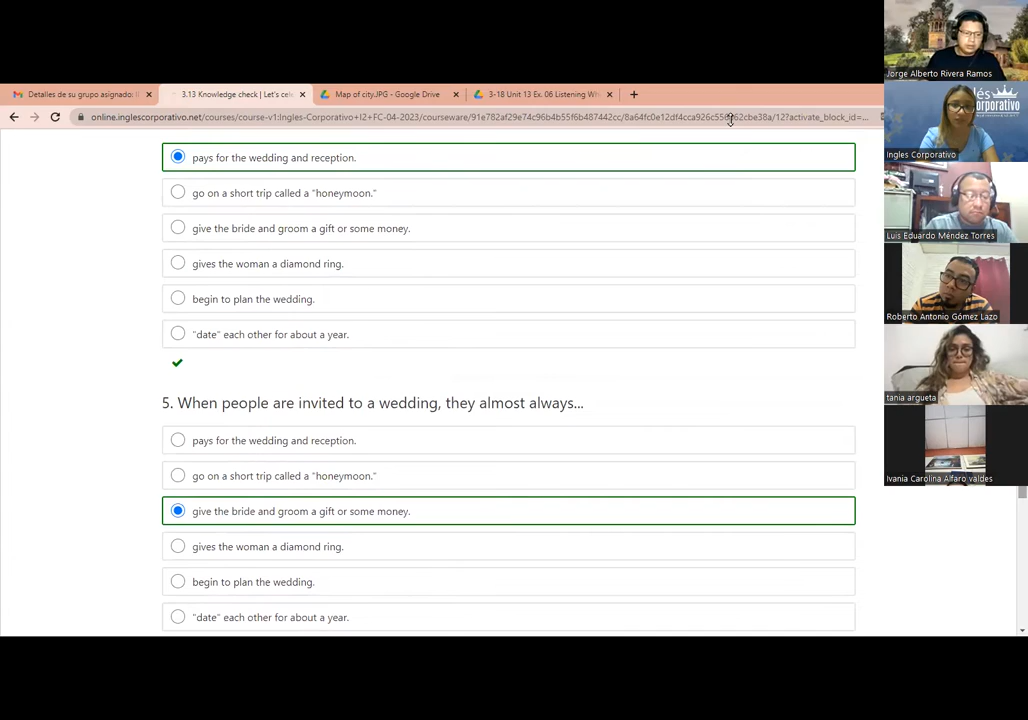 Detalles de su grupo asignado: I
3.13 Knowledge check | Let's cel
Map of city.JPG - Google Drive
3-18 Unit 13 Ex. 06 Listening W
pays for the wedding and reception.
go on a short trip called a "honeymoon."
give the bride and groom a gift or some money.
gives the woman a diamond ring.
begin to plan the wedding.
"date" each other for about a year.
5. When people are invited to a wedding, they almost always...
pays for the wedding and reception.
go on a short trip called a "honeymoon."
give the bride and groom a gift or some money.
gives the woman a diamond ring.
begin to plan the wedding.
"date" each other for about a year.
Jorge Alberto Rivera Ramos
lés
orporativo
Ingles Corporativo
Luis Eduardo Méndez Torres
Roberto Antonio Gómez Lazo
tania argueta
Ivania Carolina Alfaro valdes